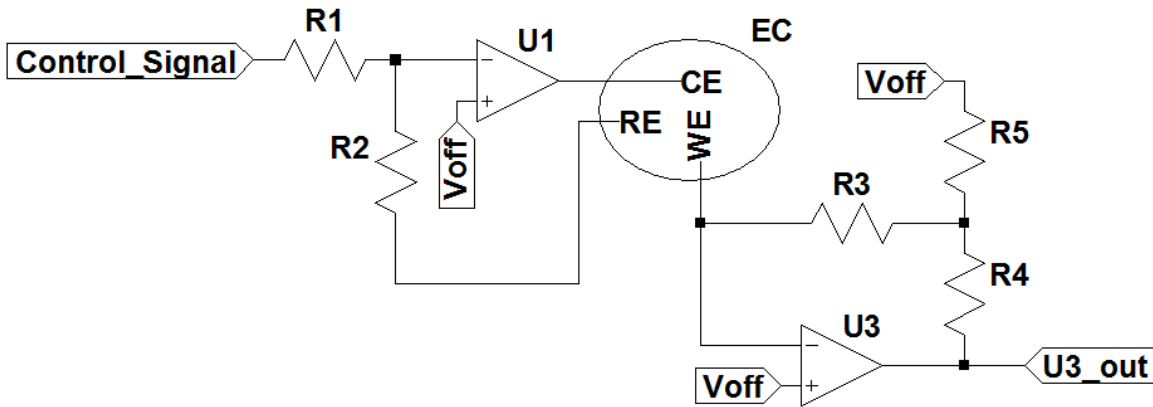 R1
U1
EC
Control_Signal
−
+
CE
Voff
RE
WE
R2
Voff
R5
R3
R4
U3
−
+
Voff
U3_out